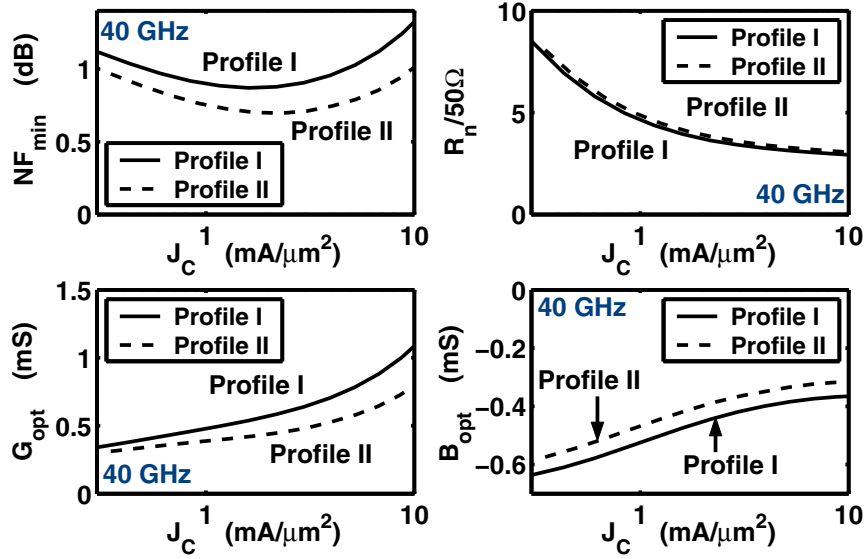 40 GHz
NF_min (dB)
1
0.5
0
Profile I
Profile II
Profile I
Profile II
1
10
J_C (mA/μm²)
10
5
0
R_n/50Ω
Profile I
Profile II
Profile II
Profile I
40 GHz
1
10
J_C (mA/μm²)
1.5
1
0.5
0
G_opt (mS)
Profile I
Profile II
Profile I
Profile II
40 GHz
1
10
J_C (mA/μm²)
0
−0.2
−0.4
−0.6
B_opt (mS)
40 GHz
Profile I
Profile II
Profile II
Profile I
1
10
J_C (mA/μm²)